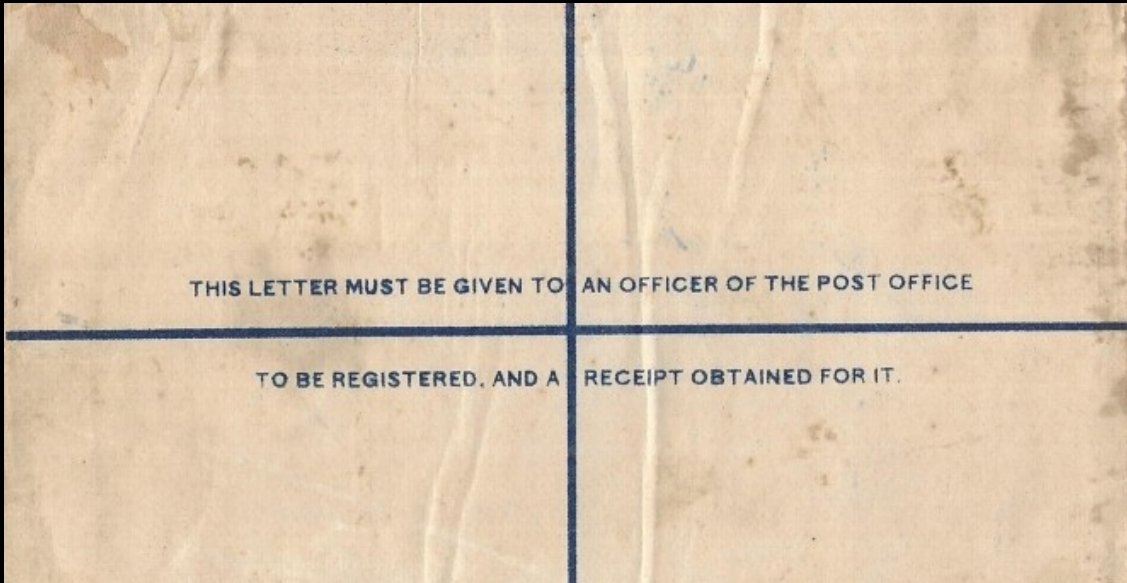 THIS LETTER MUST BE GIVEN TO AN OFFICER OF THE POST OFFICE
TO BE REGISTERED, AND A RECEIPT OBTAINED FOR IT.